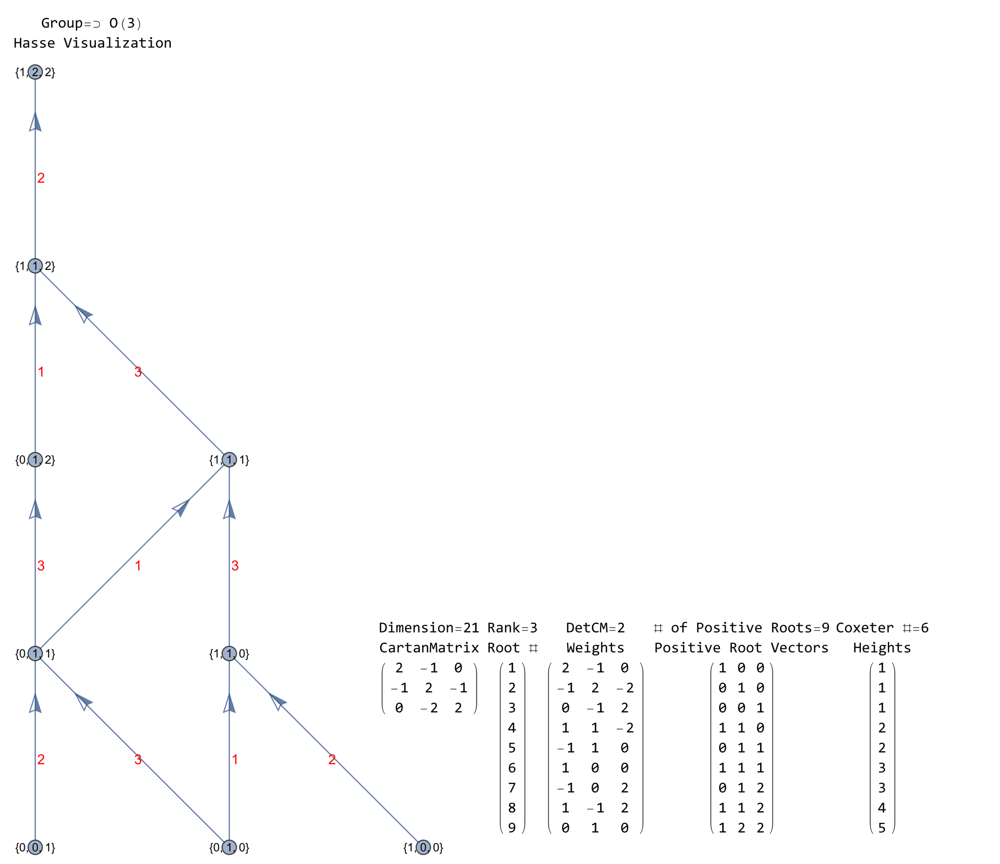 Group=⊃ O(3)
Hasse Visualization
{1, 2, 2}
2
{1, 1, 2}
1 3
{0, 1, 2} {1, 1, 1}
3 1 3
{0, 1, 1} {1, 1, 0}
2 3 1 2
{0, 0, 1} {0, 1, 0} {1, 0, 0}
Dimension=21 Rank=3 DetCM=2 # of Positive Roots=9 Coxeter #=6
CartanMatrix Root # Weights Positive Root Vectors Heights
2 -1 0 1 2 -1 0 1 0 0 1
-1 2 -1 2 -1 2 -2 0 1 0 1
0 -2 2 3 0 -1 2 0 0 1 1
4 1 1 -2 1 1 0 2
5 -1 1 0 0 1 1 2
6 1 0 0 1 1 1 3
7 -1 0 2 0 1 2 3
8 1 -1 2 1 1 2 4
9 0 1 0 1 2 2 5